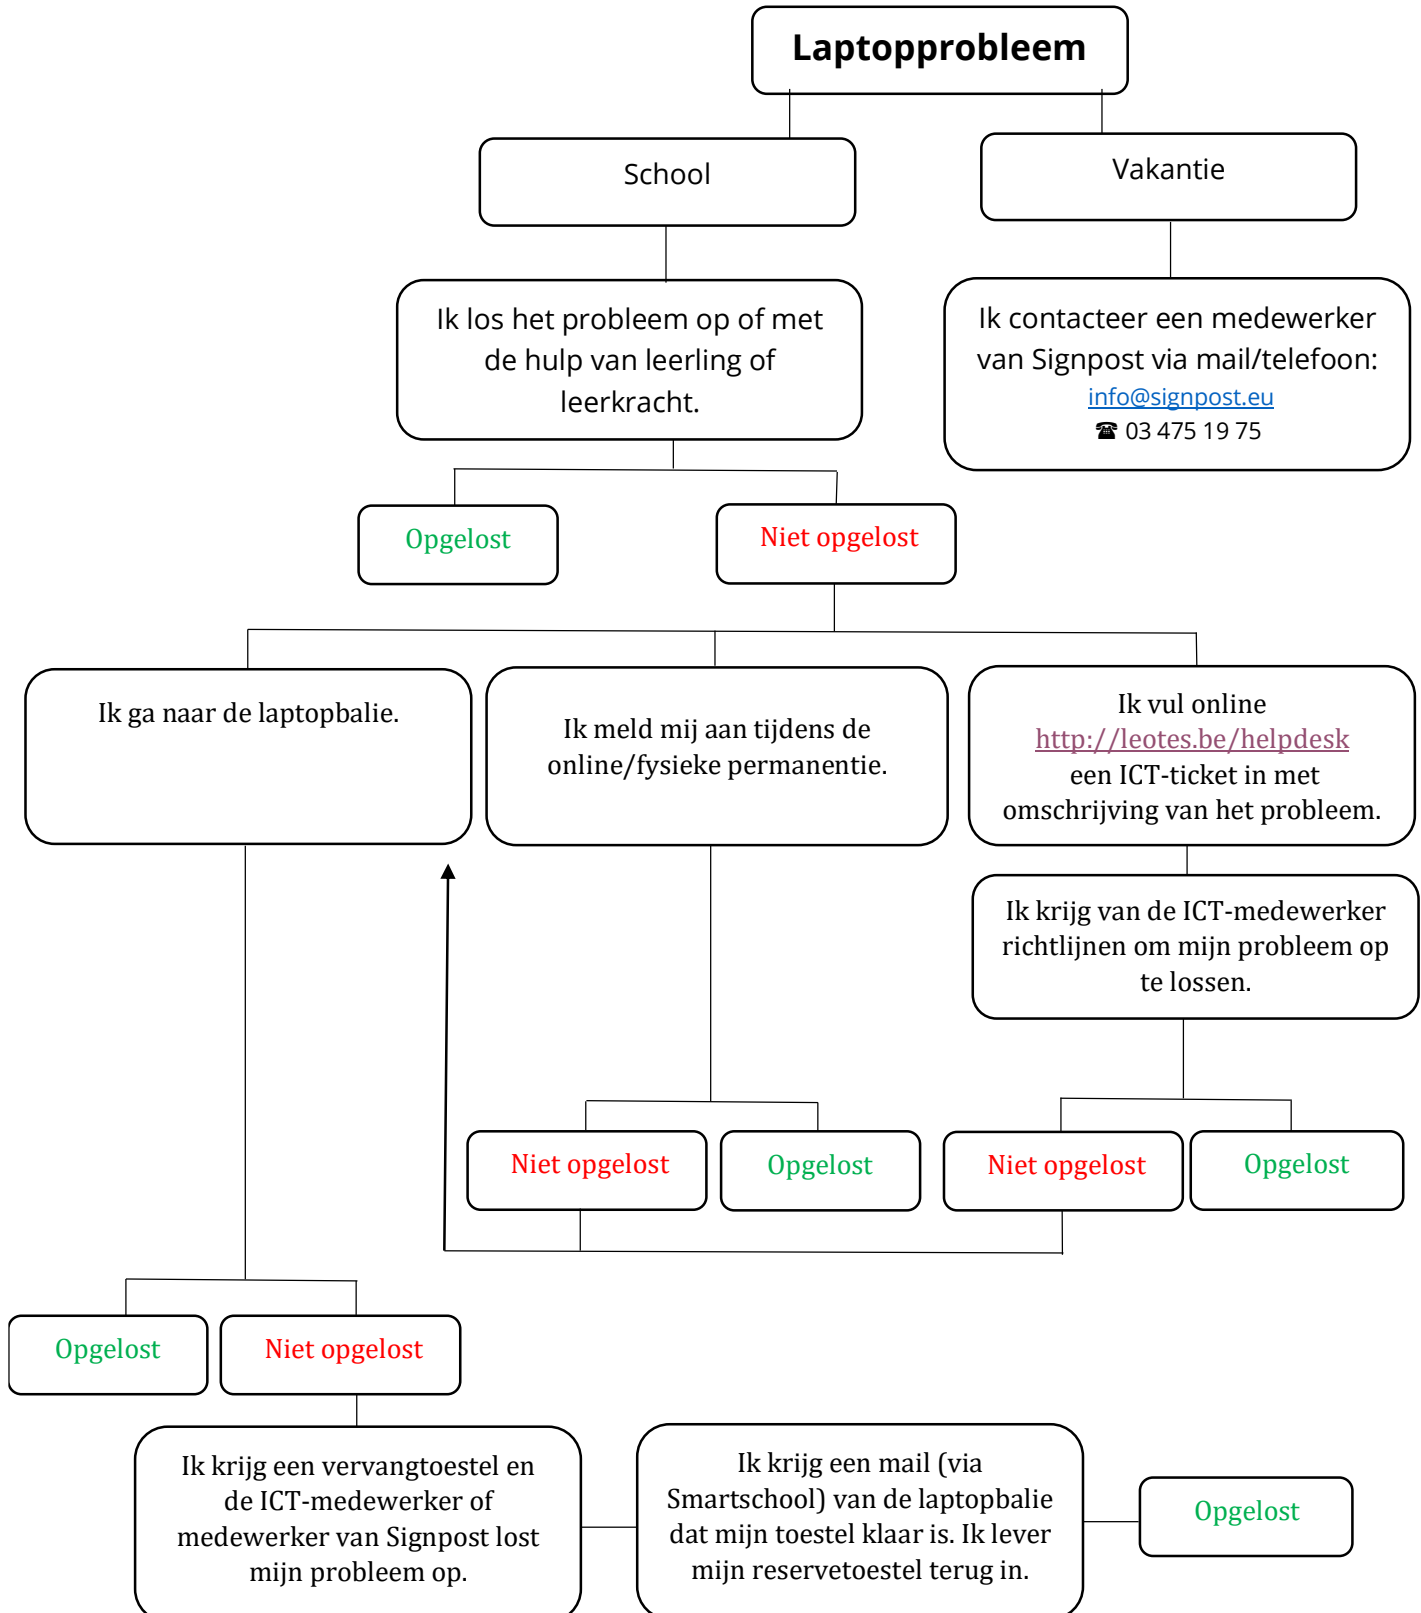 Laptopprobleem
School
Vakantie
Ik los het probleem op of met
de hulp van leerling of
leerkracht.
Ik contacteer een medewerker
van Signpost via mail/telefoon:
info@signpost.eu
☎ 03 475 19 75
Opgelost
Niet opgelost
Ik ga naar de laptopbalie.
Ik meld mij aan tijdens de
online/fysieke permanentie.
Ik vul online
http://leotes.be/helpdesk
een ICT-ticket in met
omschrijving van het probleem.
Ik krijg van de ICT-medewerker
richtlijnen om mijn probleem op
te lossen.
Niet opgelost
Opgelost
Niet opgelost
Opgelost
Opgelost
Niet opgelost
Ik krijg een vervangtoestel en
de ICT-medewerker of
medewerker van Signpost lost
mijn probleem op.
Ik krijg een mail (via
Smartschool) van de laptopbalie
dat mijn toestel klaar is. Ik lever
mijn reservetoestel terug in.
Opgelost